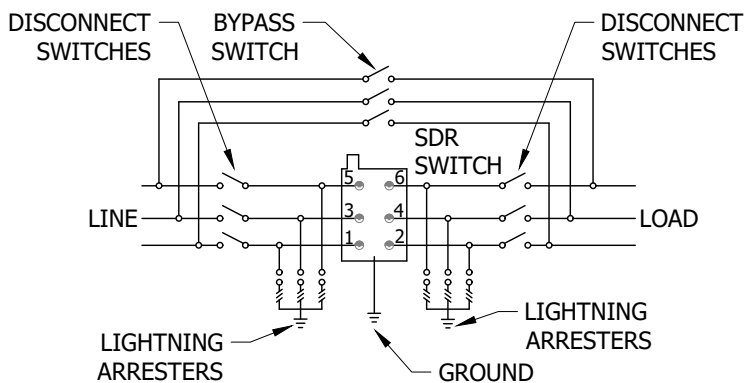 DISCONNECT
SWITCHES
BYPASS
SWITCH
DISCONNECT
SWITCHES
SDR
SWITCH
5 6
LINE
3 4
LOAD
1 2
LIGHTNING
ARRESTERS
GROUND
LIGHTNING
ARRESTERS